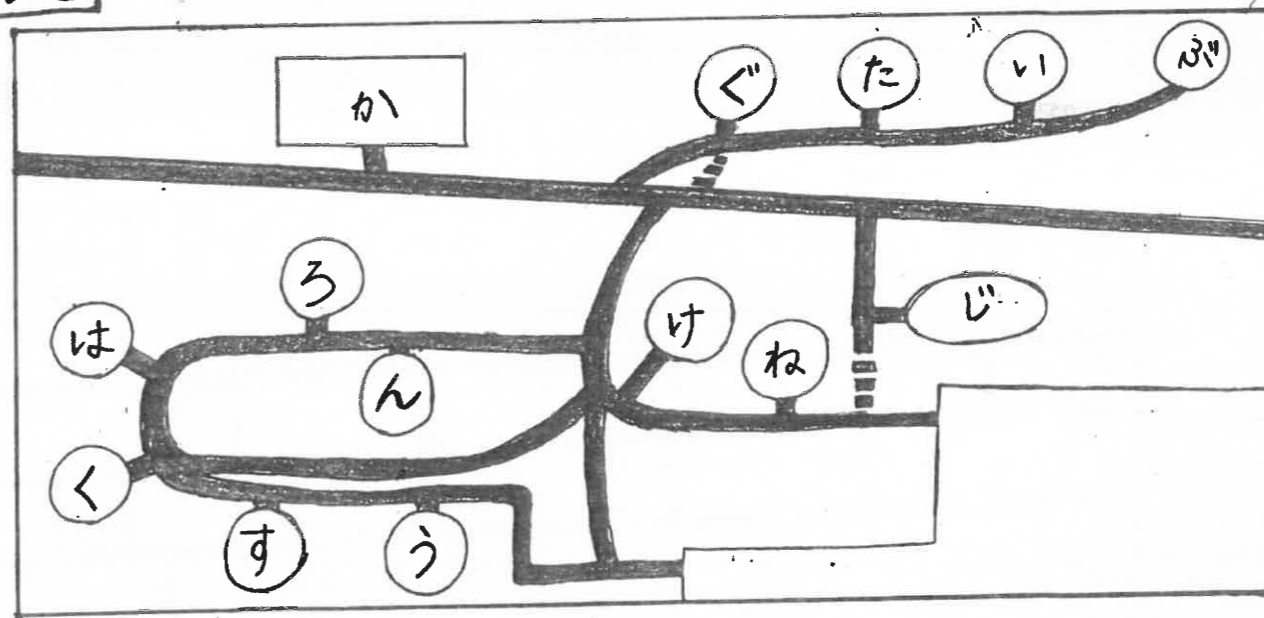 か
ぐ
た
い
ぶ
ろ
は
け
じ
ん
ね
く
す
う